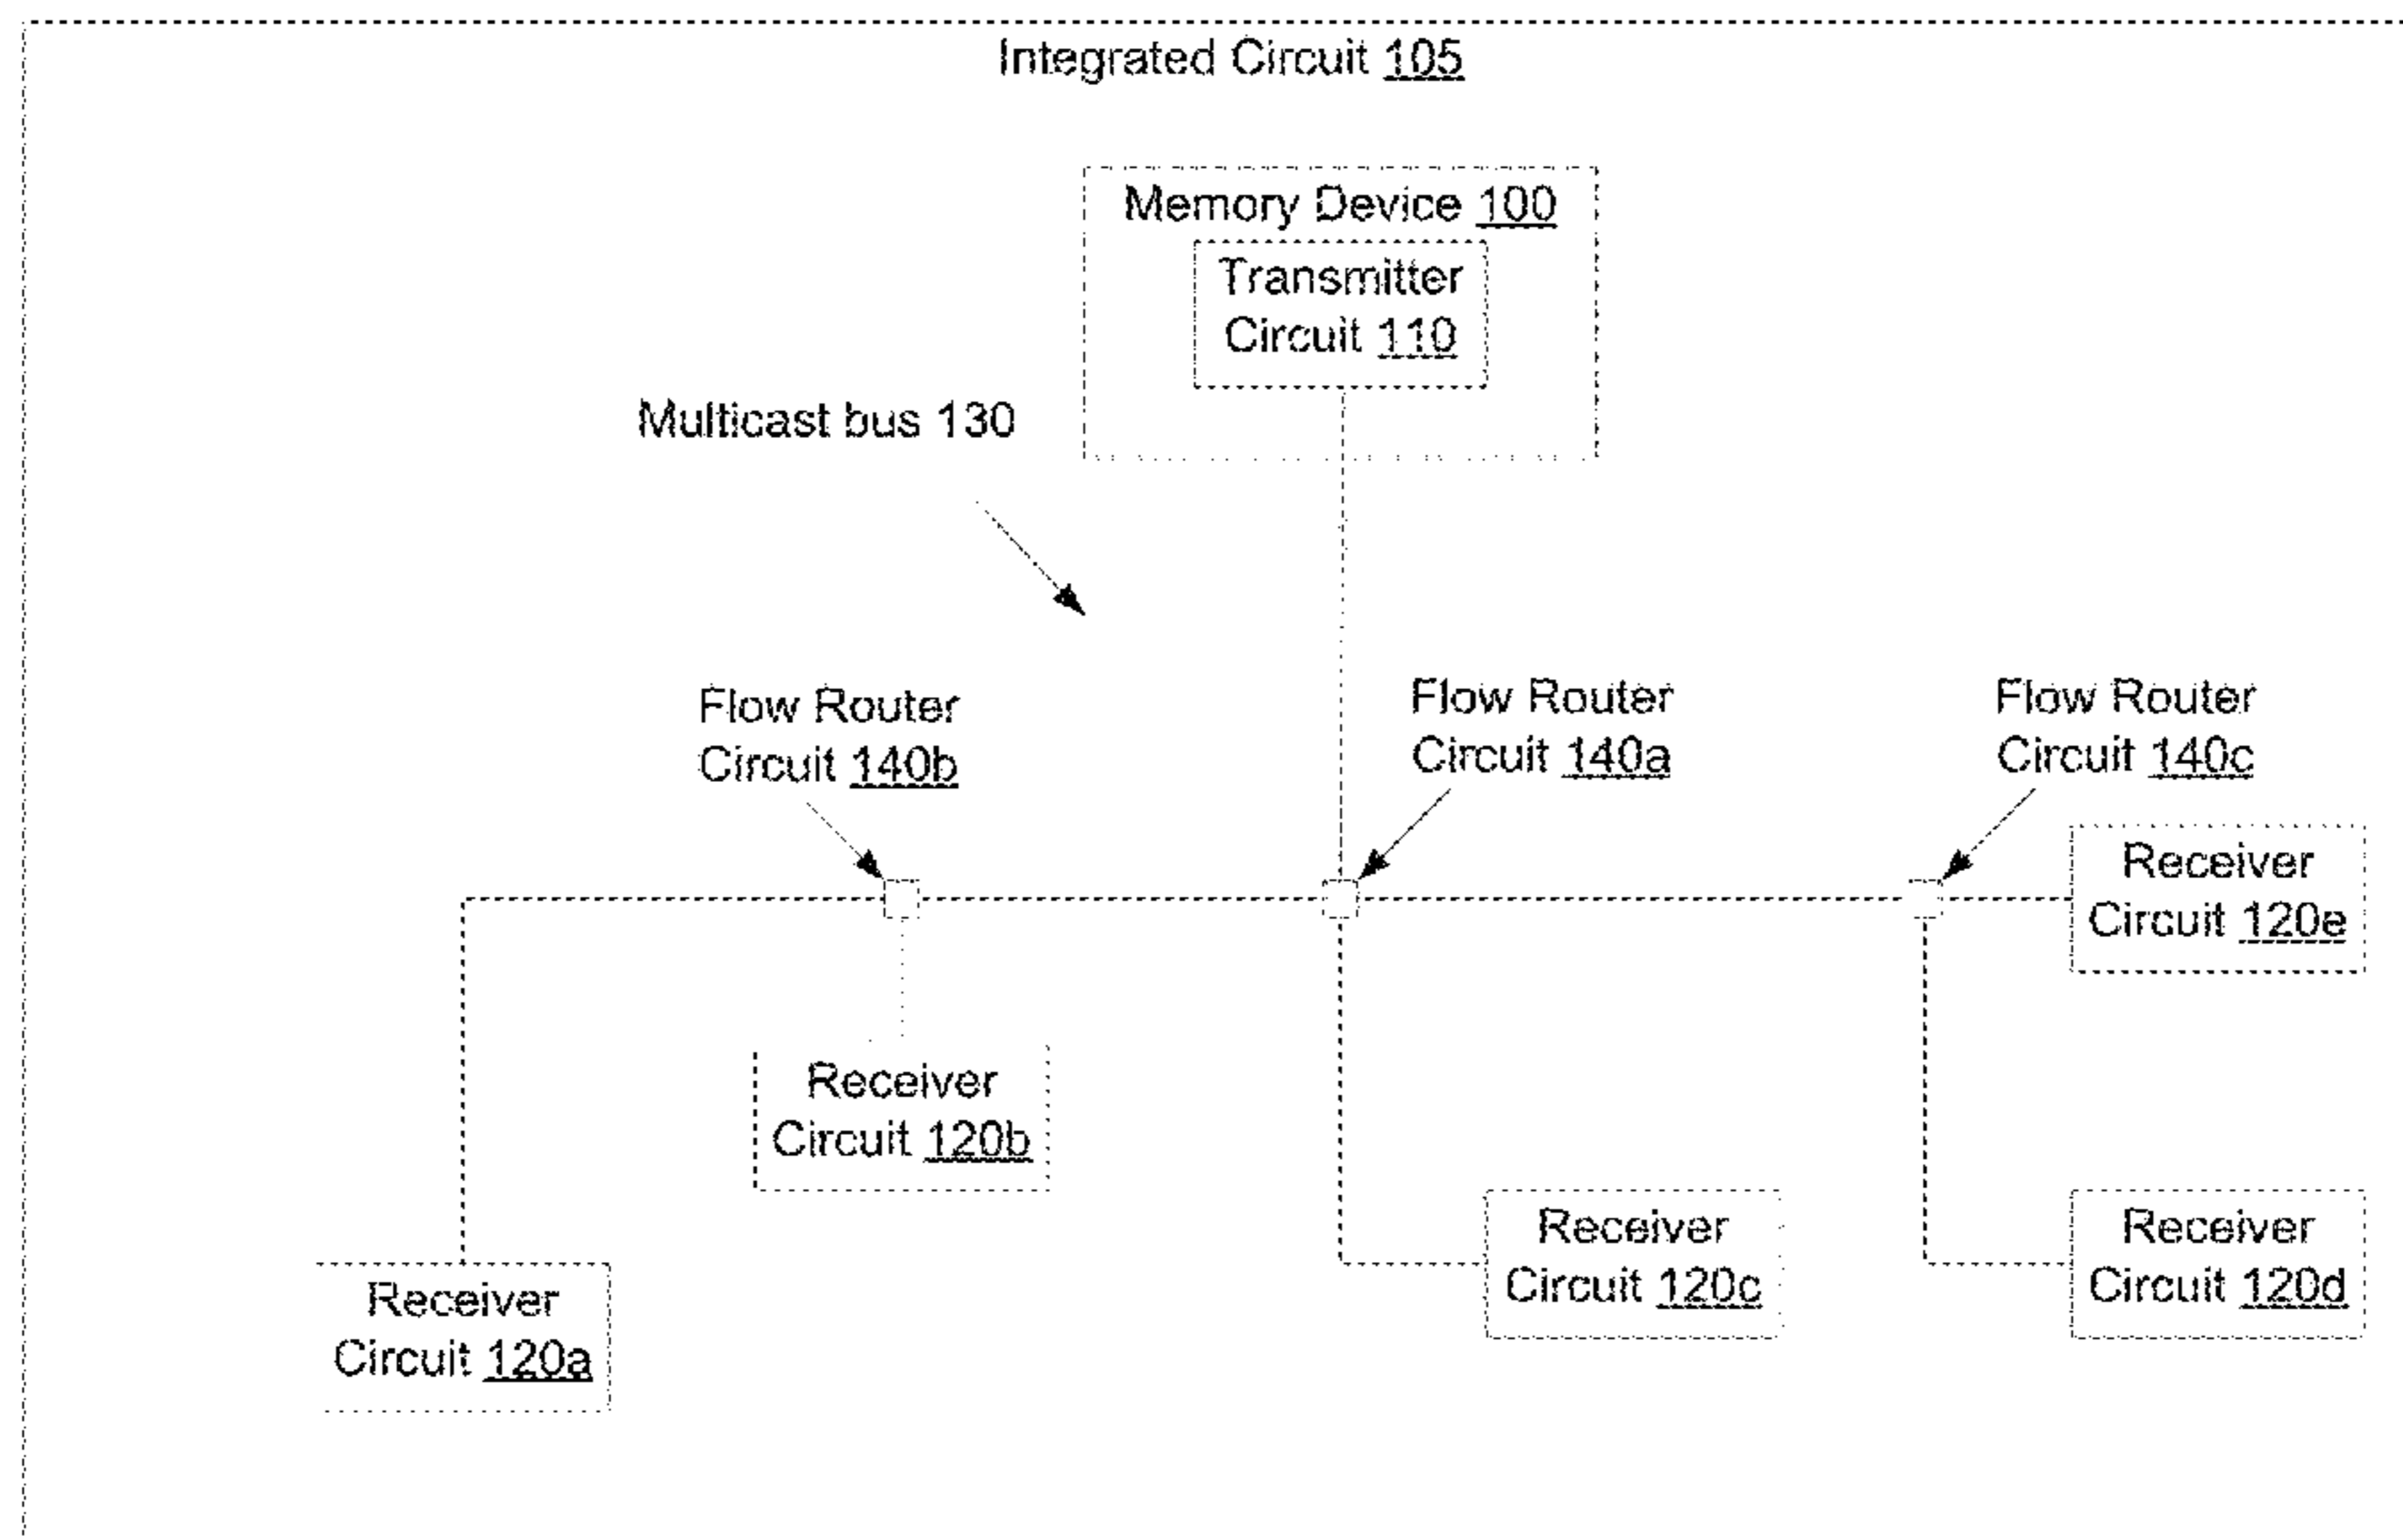 Integrated Circuit 105
Memory Device 100
Transmitter
Circuit 110
Multicast bus 130
Flow Router
Circuit 140b
Flow Router
Circuit 140a
Flow Router
Circuit 140c
Receiver
Circuit 120e
Receiver
Circuit 120b
Receiver
Circuit 120c
Receiver
Circuit 120d
Receiver
Circuit 120a